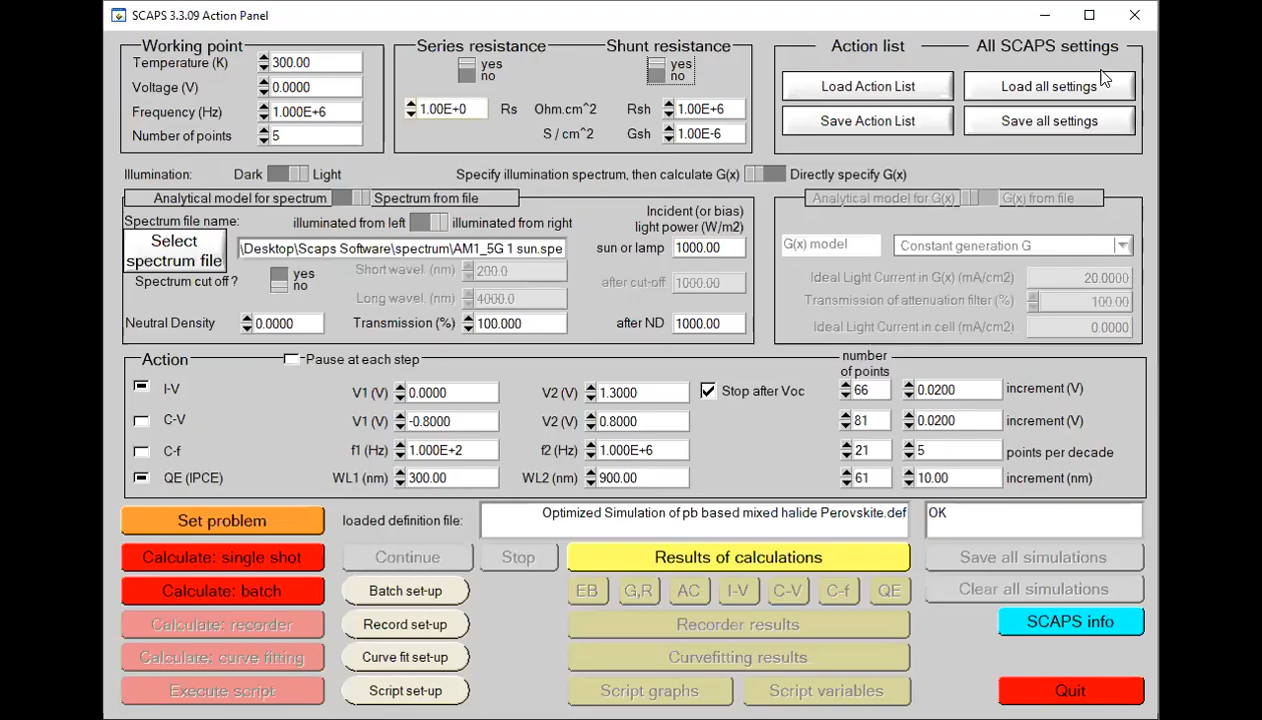 SCAPS 3.3.09 Action Panel
Working point
Temperature (K) 300.00
Voltage (V) 0.0000
Frequency (Hz) 1.000E+6
Number of points 5
Series resistance
yes
no
1.00E+0 Rs Ohm.cm^2
S / cm^2
Shunt resistance
yes
no
Rsh 1.00E+6
Gsh 1.00E-6
Action list
Load Action List
Save Action List
All SCAPS settings
Load all settings
Save all settings
Illumination: Dark Light
Specify illumination spectrum, then calculate G(x) Directly specify G(x)
Analytical model for spectrum Spectrum from file
Spectrum file name:
illuminated from left illuminated from right
Incident (or bias)
light power (W/m2)
Select
spectrum file
\Desktop\Scaps Software\spectrum\AM1_5G 1 sun.spe
sun or lamp 1000.00
Spectrum cut off ? yes
no
Short wavel. (nm) 200.0
after cut-off 1000.00
Long wavel. (nm) 4000.0
Neutral Density 0.0000
Transmission (%) 100.000
after ND 1000.00
Analytical model for G(x) G(x) from file
G(x) model Constant generation G
Ideal Light Current in G(x) (mA/cm2) 20.0000
Transmission of attenuation filter (%) 100.00
Ideal Light Current in cell (mA/cm2) 0.0000
Action Pause at each step
number
of points
I-V V1 (V) 0.0000 V2 (V) 1.3000 Stop after Voc 66 0.0200 increment (V)
C-V V1 (V) -0.8000 V2 (V) 0.8000 81 0.0200 increment (V)
C-f f1 (Hz) 1.000E+2 f2 (Hz) 1.000E+6 21 5 points per decade
QE (IPCE) WL1 (nm) 300.00 WL2 (nm) 900.00 61 10.00 increment (nm)
Set problem loaded definition file: Optimized Simulation of pb based mixed halide Perovskite.def OK
Calculate: single shot Continue Stop Results of calculations Save all simulations
Calculate: batch Batch set-up EB G,R AC I-V C-V C-f QE Clear all simulations
Calculate: recorder Record set-up Recorder results SCAPS info
Calculate: curve fitting Curve fit set-up Curvefitting results
Execute script Script set-up Script graphs Script variables Quit